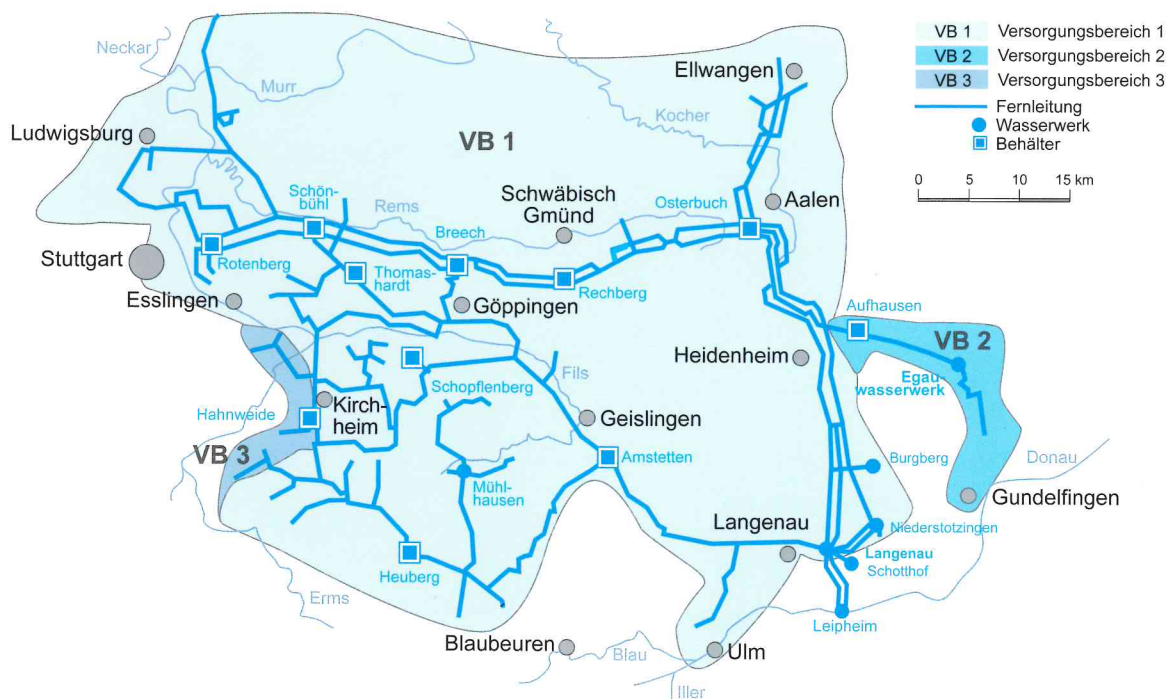 Neckar
Murr
Ellwangen
Kocher
Ludwigsburg
VB 1
Schön-
bühl
Rems
Schwäbisch
Gmünd
Osterbuch
Aalen
Breech
Stuttgart
Rotenberg
Thomas-
hardt
Rechberg
Esslingen
Göppingen
Aufhausen
VB 2
Heidenheim
Egau-
wasserwerk
Fils
Schopflenberg
Hahnweide
Kirch-
heim
Geislingen
VB 3
Amstetten
Burgberg
Donau
Mühl-
hausen
Gundelfingen
Langenau
Niederstotzingen
Langenau
Schotthof
Heuberg
Erms
Leipheim
Blaubeuren
Blau
Ulm
Iller
VB 1 Versorgungsbereich 1
VB 2 Versorgungsbereich 2
VB 3 Versorgungsbereich 3
Fernleitung
Wasserwerk
Behälter
0 5 10 15 km